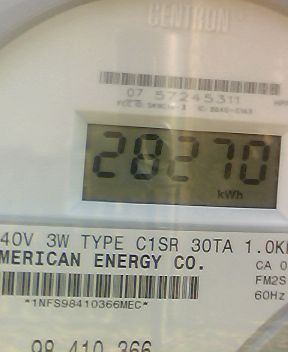 CENTRON
07 57245311
28270
kWh
40V 3W TYPE C1SR 30TA 1.0K
MERICAN ENERGY CO.
CA 0
FM2S
*1NFS98410366MEC*
60Hz
98 410 366